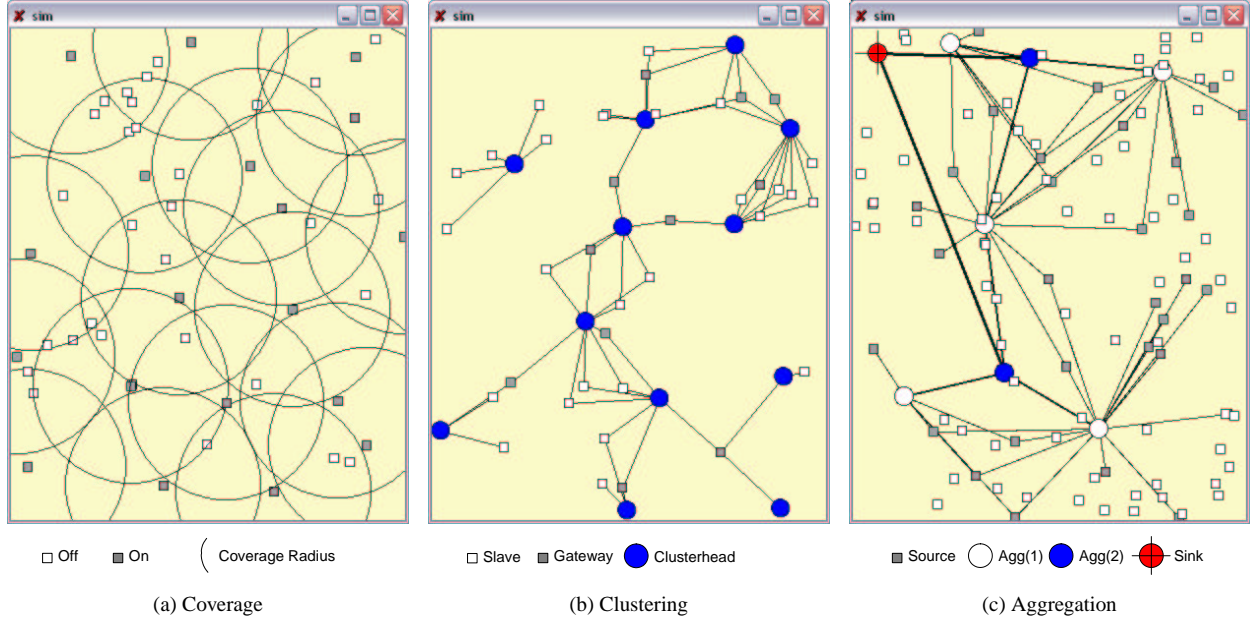 sim
sim
sim
Off On Coverage Radius
Slave Gateway Clusterhead
Source Agg(1) Agg(2) Sink
(a) Coverage
(b) Clustering
(c) Aggregation